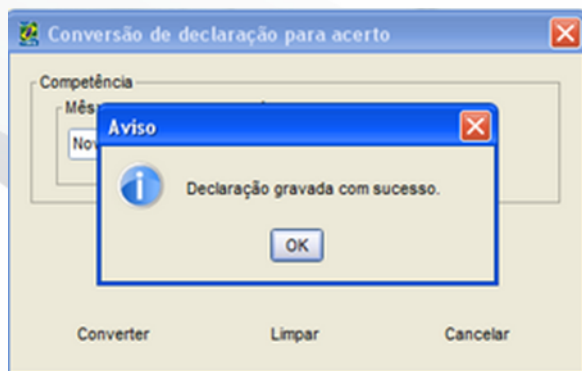 Conversão de declaração para acerto
Competência
Mês
Nov
Aviso
Declaração gravada com sucesso.
OK
Converter
Limpar
Cancelar